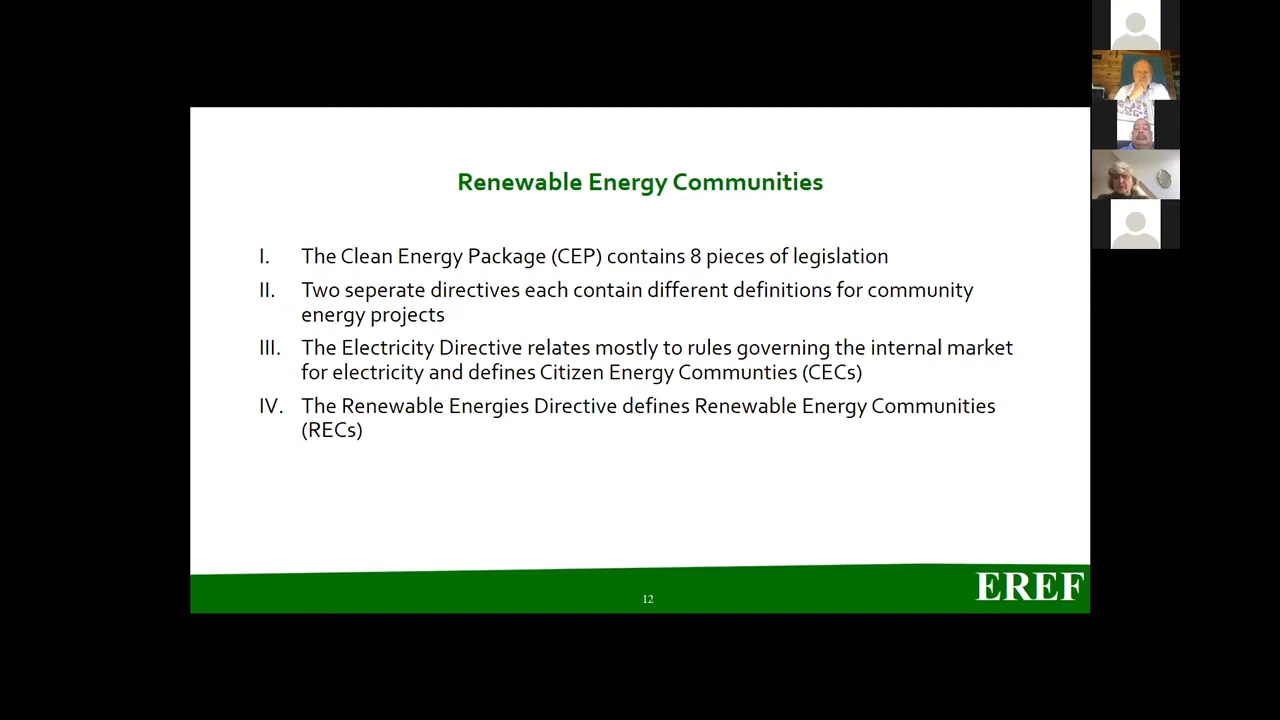 Renewable Energy Communities
I. The Clean Energy Package (CEP) contains 8 pieces of legislation
II. Two seperate directives each contain different definitions for community
energy projects
III. The Electricity Directive relates mostly to rules governing the internal market
for electricity and defines Citizen Energy Communties (CECs)
IV. The Renewable Energies Directive defines Renewable Energy Communities
(RECs)
12
EREF